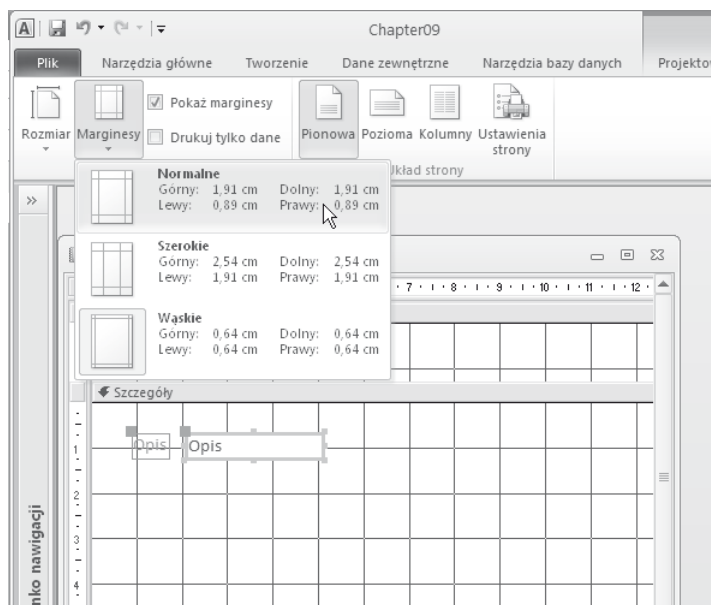 Chapter09
Plik Narzędzia główne Tworzenie Dane zewnętrzne Narzędzia bazy danych Projekto
Rozmiar Marginesy Pokaż marginesy
Drukuj tylko dane
Pionowa Pozioma Kolumny Ustawienia strony
Układ strony
Normalne
Górny: 1,91 cm Dolny: 1,91 cm
Lewy: 0,89 cm Prawy: 0,89 cm
Szerokie
Górny: 2,54 cm Dolny: 2,54 cm
Lewy: 1,91 cm Prawy: 1,91 cm
Wąskie
Górny: 0,64 cm Dolny: 0,64 cm
Lewy: 0,64 cm Prawy: 0,64 cm
7 8 9 10 11 12
Szczegóły
Opis Opis
1
2
3
4
nko nawigacji